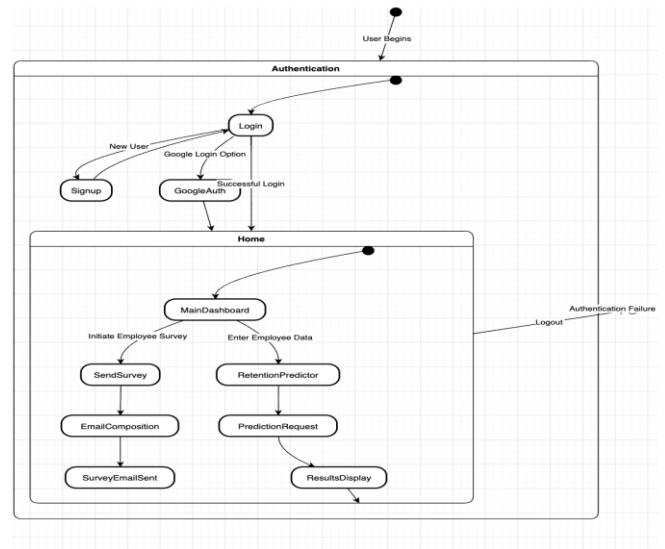 User Begins
Authentication
Login
New User
Google Login Option
Signup
GoogleAuth
Successful Login
Home
MainDashboard
Authentication Failure
Logout
Initiate Employee Survey
Enter Employee Data
SendSurvey
RetentionPredictor
EmailComposition
PredictionRequest
SurveyEmailSent
ResultsDisplay